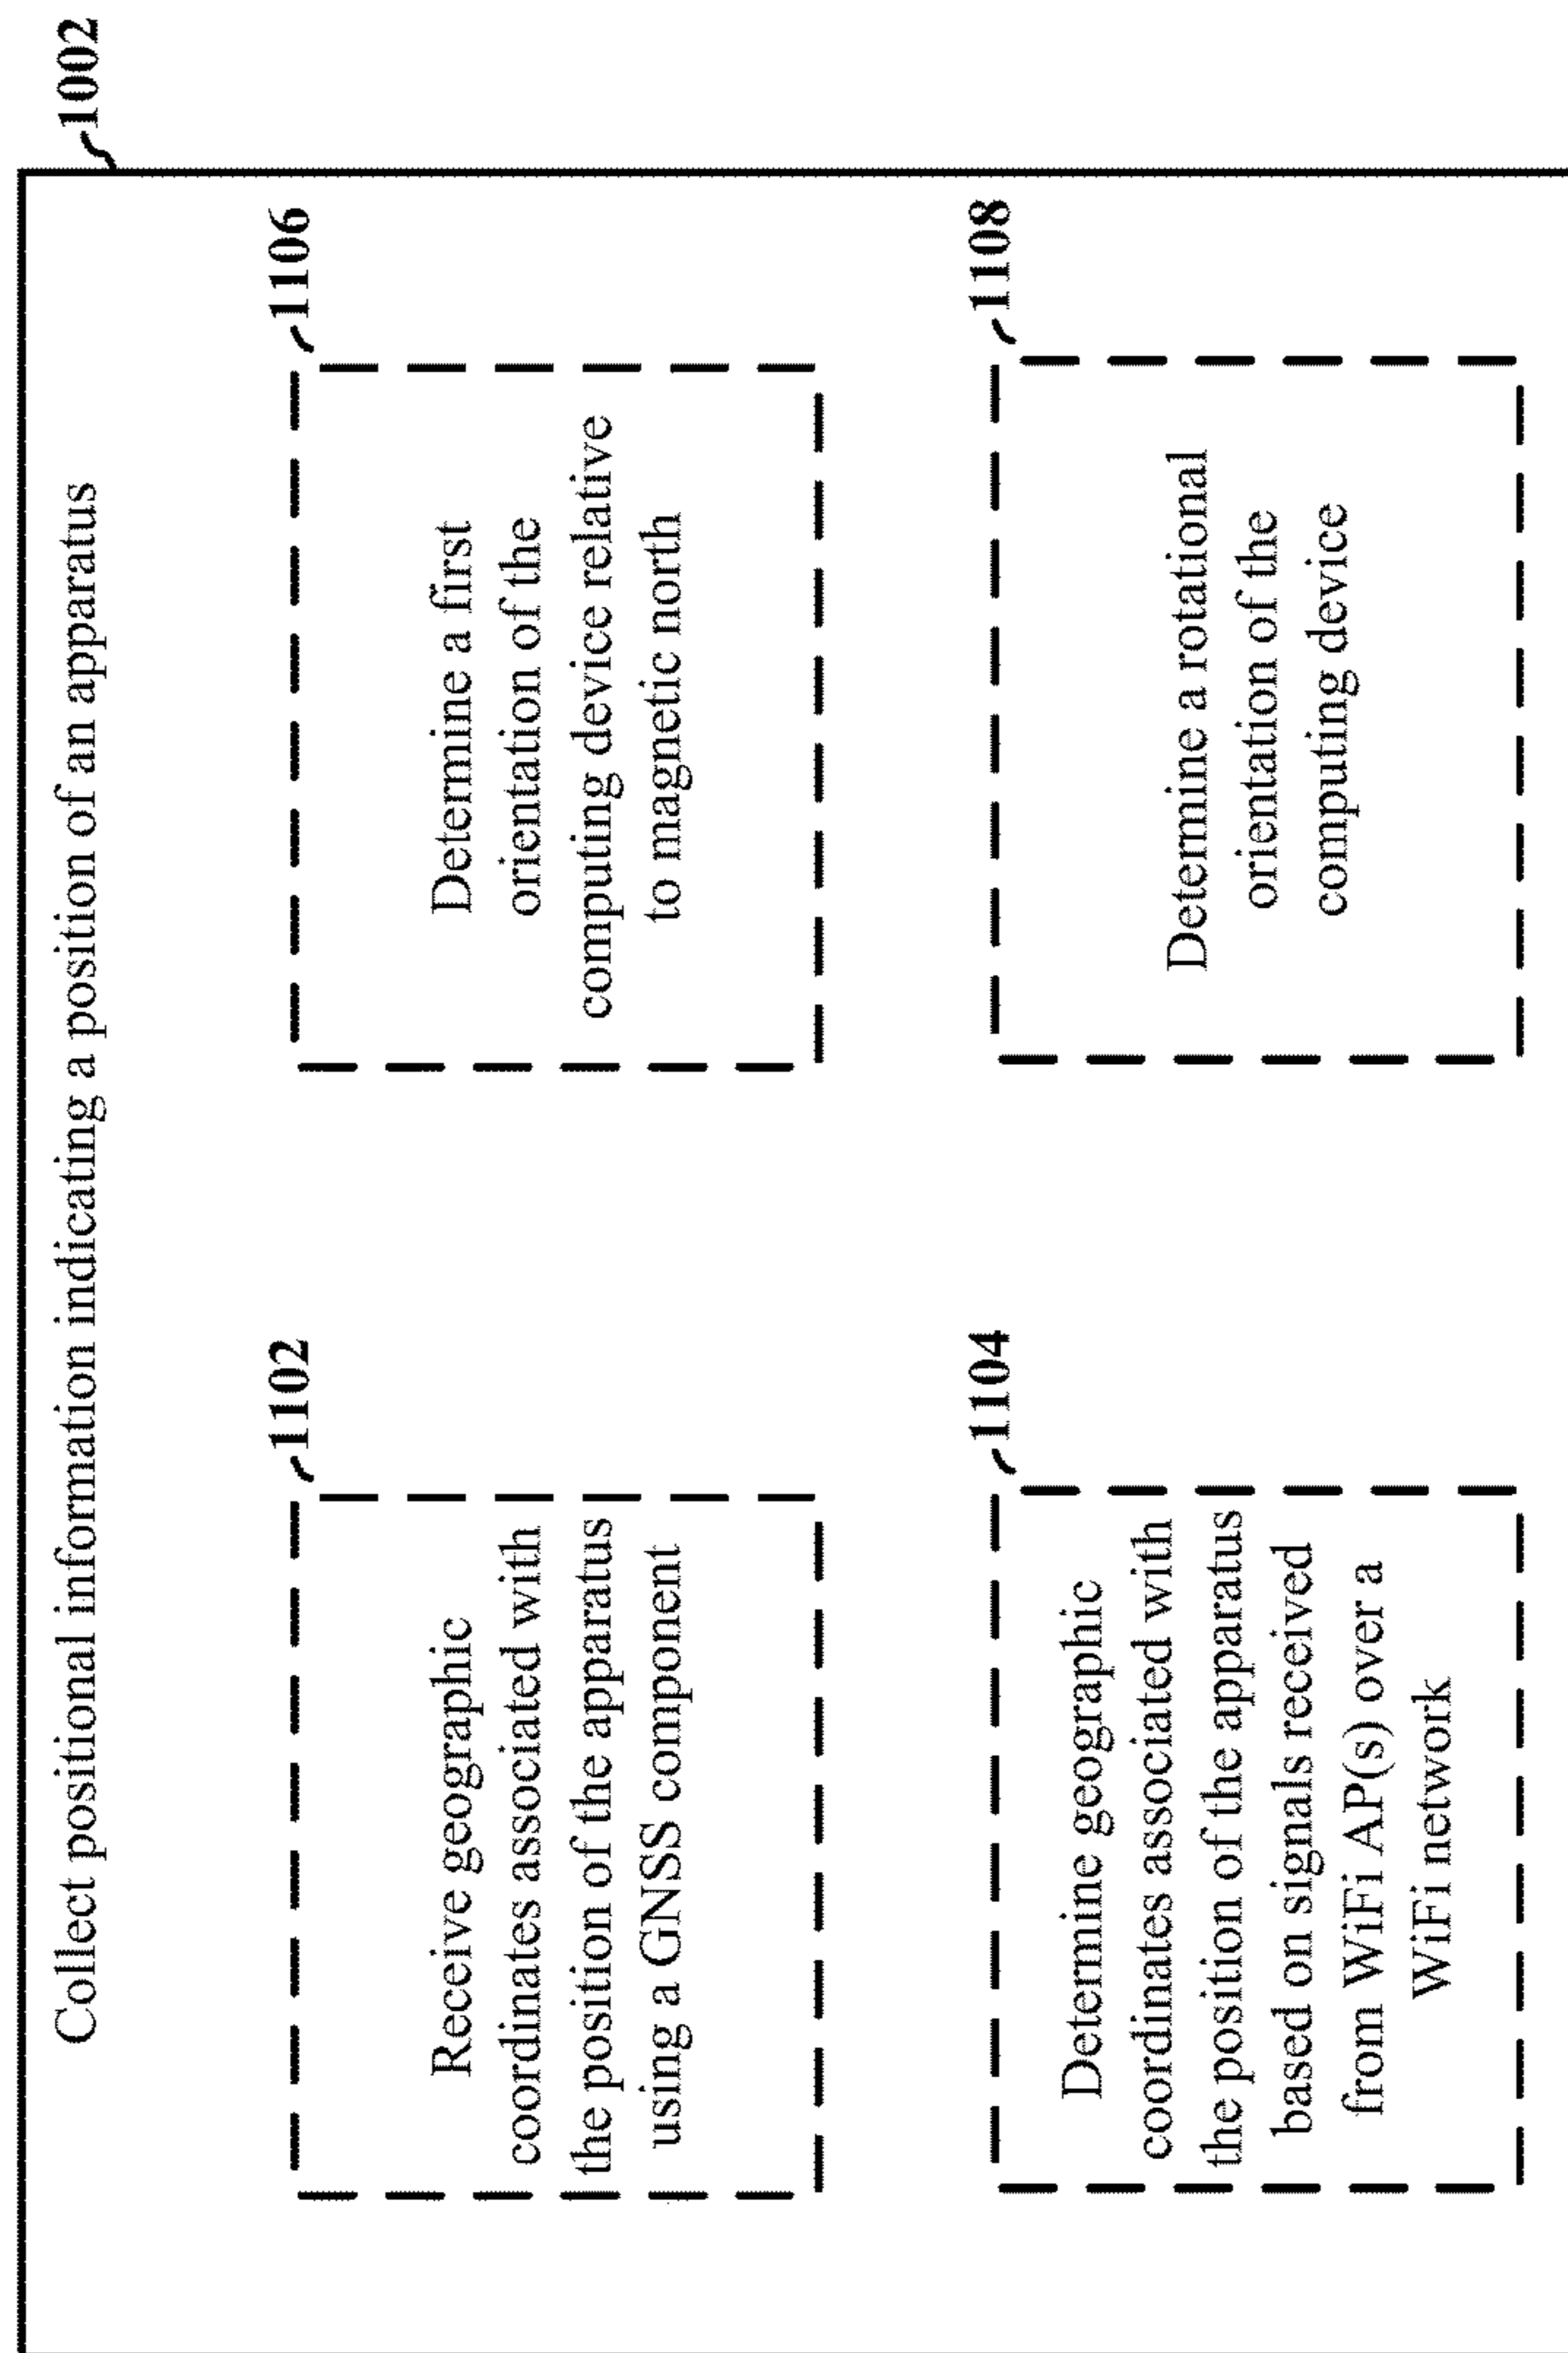 1002
Collect positional information indicating a position of an apparatus
1102
Receive geographic
coordinates associated with
the position of the apparatus
using a GNSS component
1106
Determine a first
orientation of the
computing device relative
to magnetic north
1104
Determine geographic
coordinates associated with
the position of the apparatus
based on signals received
from WiFi AP(s) over a
WiFi network
1108
Determine a rotational
orientation of the
computing device